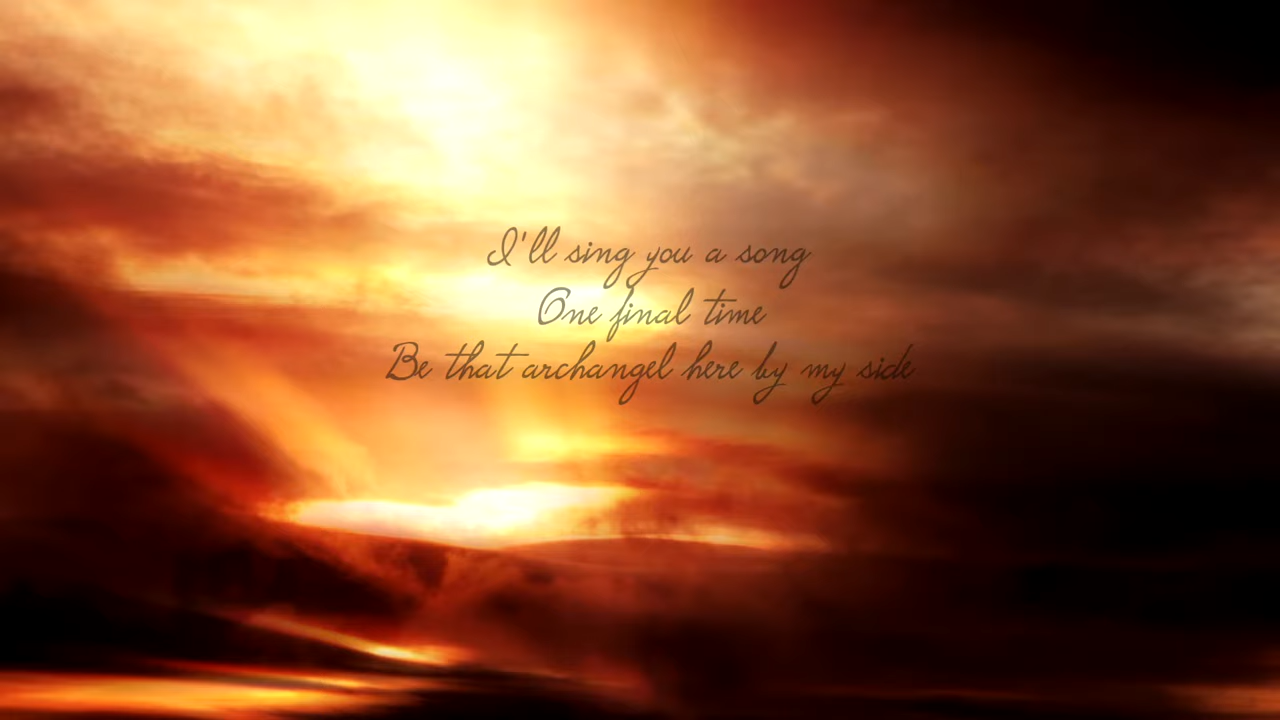 I'll sing you a song
One final time
Be that archangel here by my side